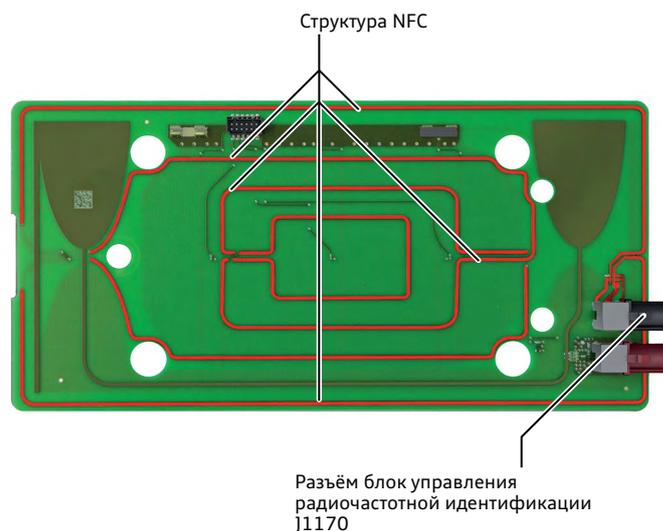 Структура NFC
Разъём блок управления
радиочастотной идентификации
J1170